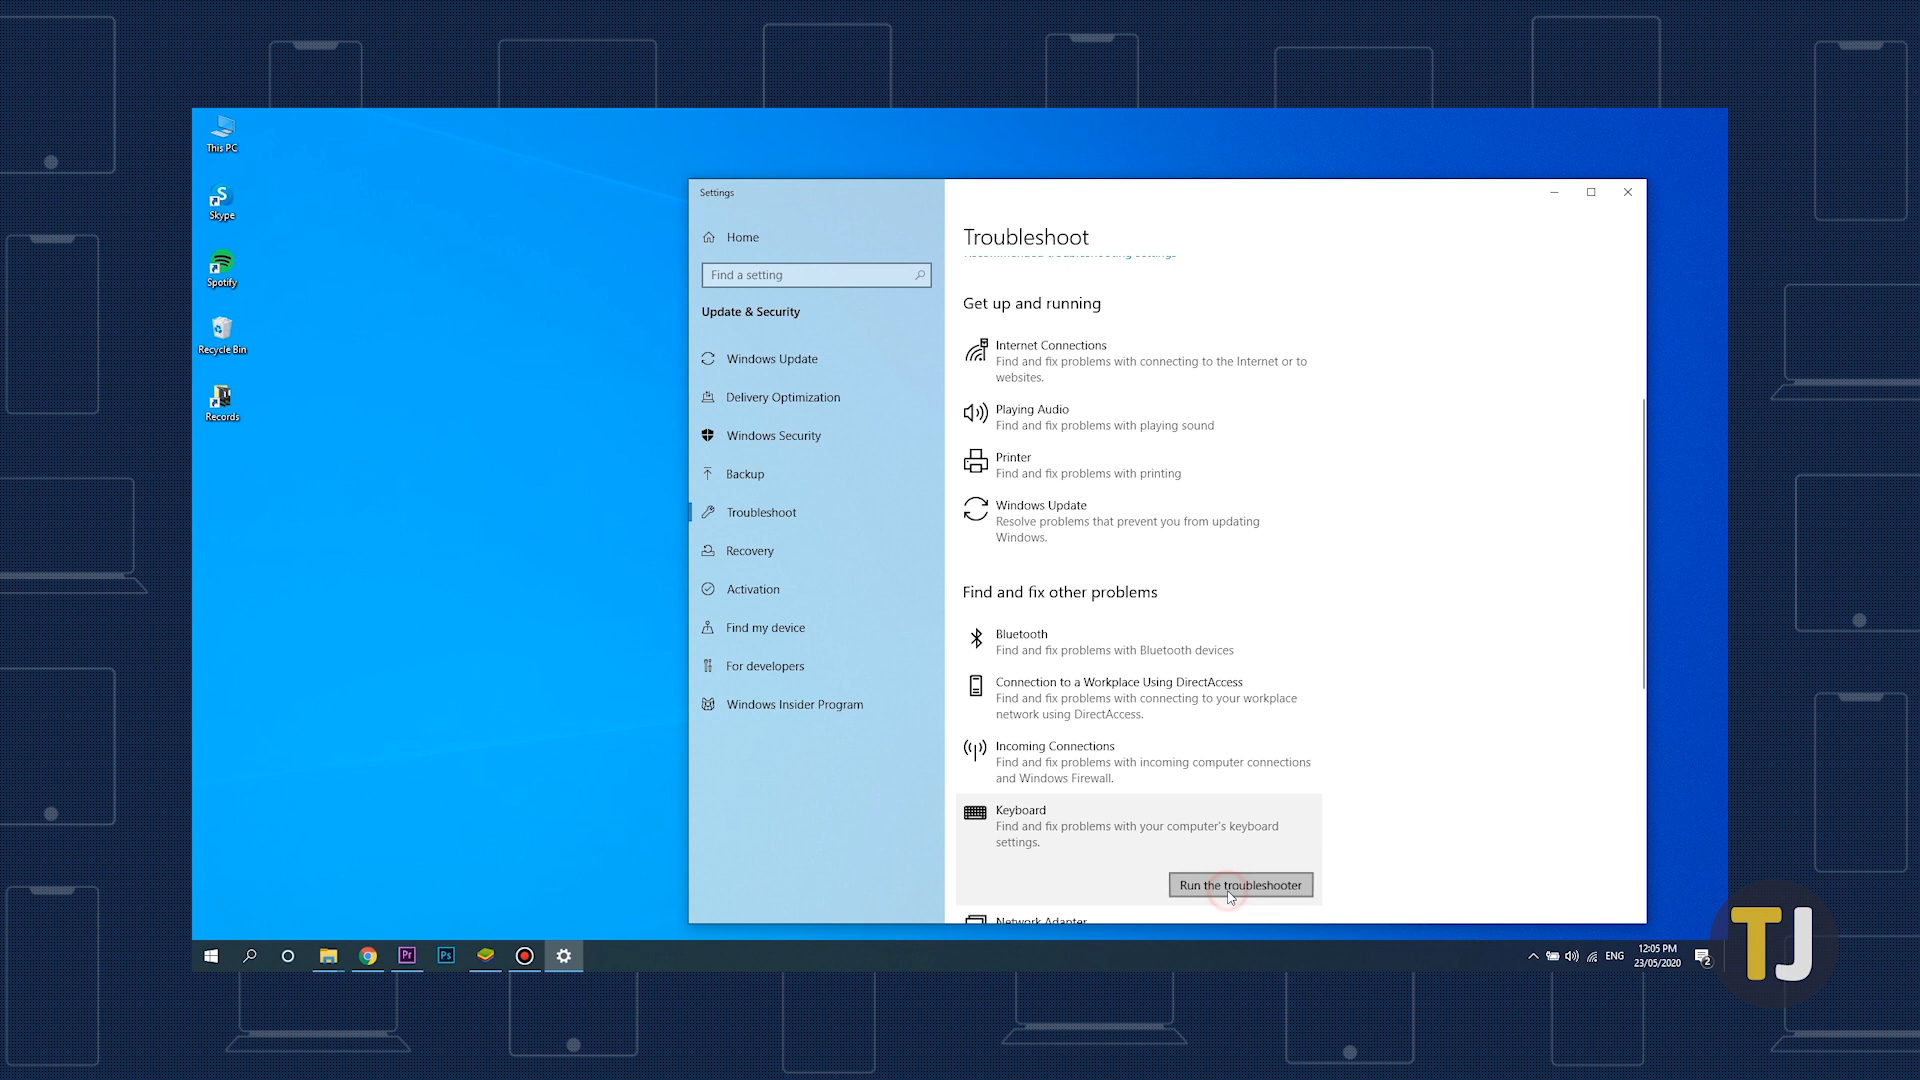 This PC
Skype
Spotify
Recycle Bin
Records
Settings
Home
Find a setting
Update & Security
Windows Update
Delivery Optimization
Windows Security
Backup
Troubleshoot
Recovery
Activation
Find my device
For developers
Windows Insider Program
Troubleshoot
Recommended troubleshooting settings
Get up and running
Internet Connections
Find and fix problems with connecting to the Internet or to
websites.
Playing Audio
Find and fix problems with playing sound
Printer
Find and fix problems with printing
Windows Update
Resolve problems that prevent you from updating
Windows.
Find and fix other problems
Bluetooth
Find and fix problems with Bluetooth devices
Connection to a Workplace Using DirectAccess
Find and fix problems with connecting to your workplace
network using DirectAccess.
Incoming Connections
Find and fix problems with incoming computer connections
and Windows Firewall.
Keyboard
Find and fix problems with your computer's keyboard
settings.
Run the troubleshooter
Network Adapter
Pr
Ps
ENG
12:05 PM
23/05/2020
2
TJ